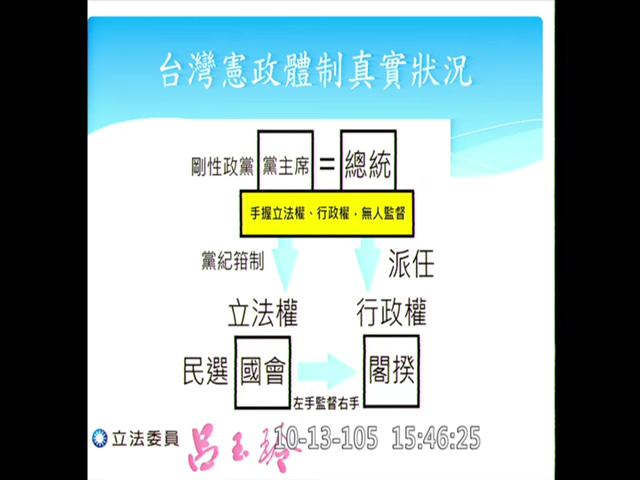 台灣憲政體制真實狀況
剛性政黨 黨主席 = 總統
手握立法權、行政權,無人監督
黨紀箝制 派任
立法權 行政權
民選 國會 閣揆
左手監督右手
立法委員 呂玉玲
10-13-105 15:46:25